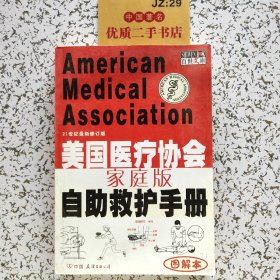 JZ:29
中国著名
优质二手书店
American
Medical
Association
21世纪最新修订版
美国医疗协会
家庭版
自助救护手册
图解本